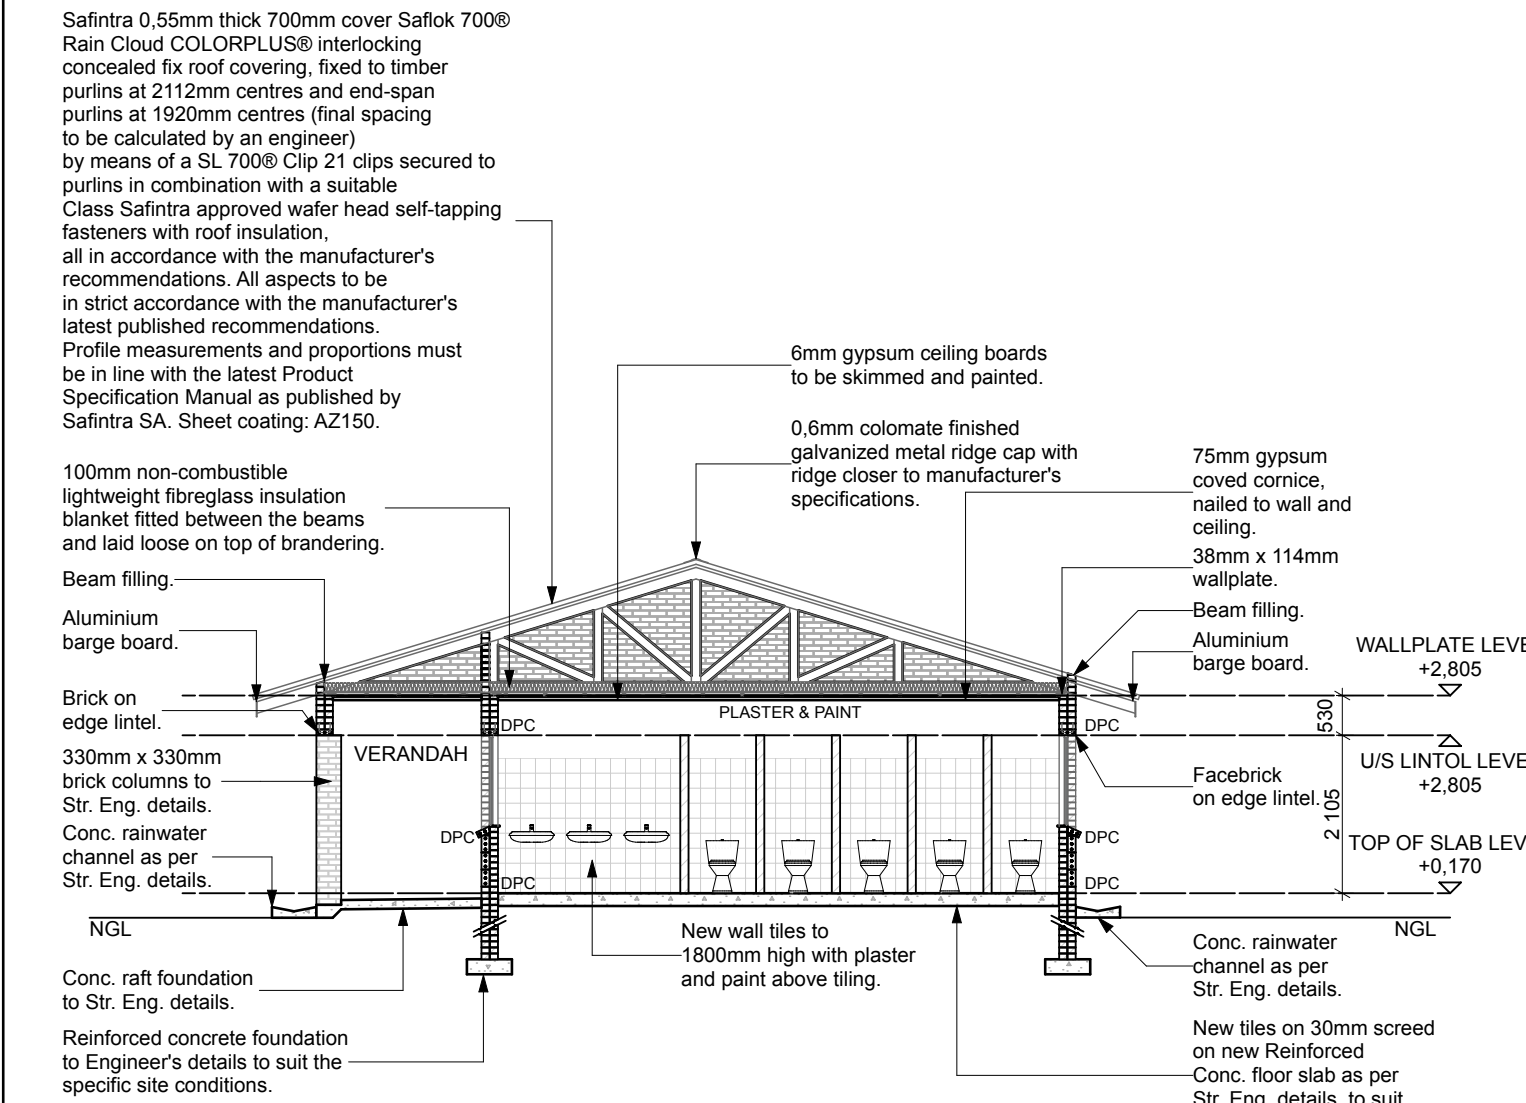 Safintra 0,55mm thick 700mm cover Saflok 700®
Rain Cloud COLORPLUS® interlocking
concealed fix roof covering, fixed to timber
purlins at 2112mm centres and end-span
purlins at 1920mm centres (final spacing
to be calculated by an engineer)
by means of a SL 700® Clip 21 clips secured to
purlins in combination with a suitable
Class Safintra approved wafer head self-tapping
fasteners with roof insulation,
all in accordance with the manufacturer's
recommendations. All aspects to be
in strict accordance with the manufacturer's
latest published recommendations.
Profile measurements and proportions must
be in line with the latest Product
Specification Manual as published by
Safintra SA. Sheet coating: AZ150.
100mm non-combustible
lightweight fibreglass insulation
blanket fitted between the beams
and laid loose on top of brandering.
Beam filling.
Aluminium
barge board.
Brick on
edge lintel.
330mm x 330mm
brick columns to
Str. Eng. details.
Conc. rainwater
channel as per
Str. Eng. details.
NGL
Conc. raft foundation
to Str. Eng. details.
Reinforced concrete foundation
to Engineer's details to suit the
specific site conditions.
6mm gypsum ceiling boards
to be skimmed and painted.
0,6mm colomate finished
galvanized metal ridge cap with
ridge closer to manufacturer's
specifications.
PLASTER & PAINT
VERANDAH
DPC
DPC
DPC
DPC
DPC
DPC
New wall tiles to
1800mm high with plaster
and paint above tiling.
75mm gypsum
coved cornice,
nailed to wall and
ceiling.
38mm x 114mm
wallplate.
Beam filling.
Aluminium
barge board.
Facebrick
on edge lintel.
530
2 105
WALLPLATE LEVE
+2,805
U/S LINTOL LEVE
+2,805
TOP OF SLAB LEV
+0,170
NGL
Conc. rainwater
channel as per
Str. Eng. details.
New tiles on 30mm screed
on new Reinforced
Conc. floor slab as per
Str. Eng. details, to suit